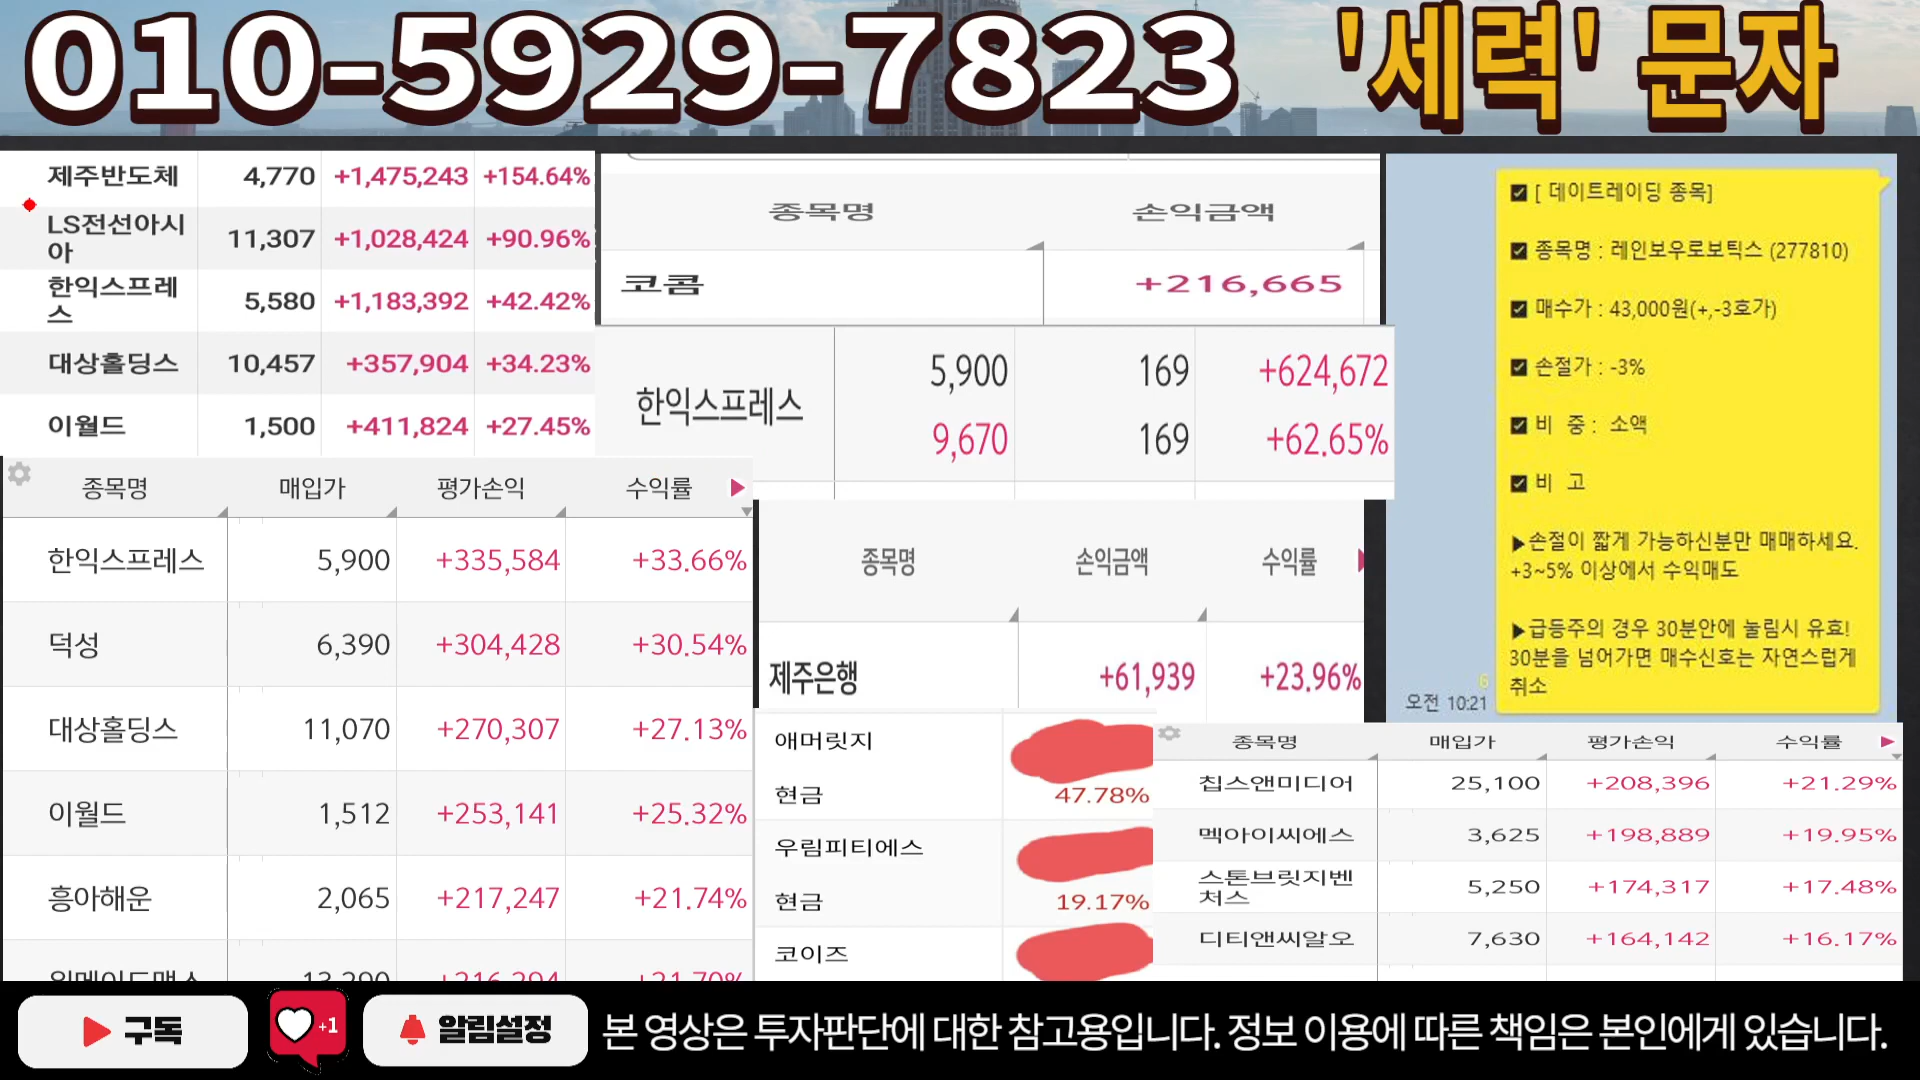 010-5929-7823 '세력' 문자
제주반도체 4,770 +1,475,243 +154.64%
LS전선아시아 11,307 +1,028,424 +90.96%
한익스프레스 5,580 +1,183,392 +42.42%
대상홀딩스 10,457 +357,904 +34.23%
이월드 1,500 +411,824 +27.45%
종목명 손익금액
코콤 +216,665
한익스프레스 5,900 169 +624,672
9,670 169 +62.65%
종목명 매입가 평가손익 수익률
한익스프레스 5,900 +335,584 +33.66%
덕성 6,390 +304,428 +30.54%
대상홀딩스 11,070 +270,307 +27.13%
이월드 1,512 +253,141 +25.32%
흥아해운 2,065 +217,247 +21.74%
종목명 손익금액 수익률
제주은행 +61,939 +23.96%
애머릿지
현금 47.78%
우림피티에스
현금 19.17%
코이즈
[ 데이트레이딩 종목]
종목명 : 레인보우로보틱스 (277810)
매수가 : 43,000원(+,-3호가)
손절가 : -3%
비 중 : 소액
비 고
▶손절이 짧게 가능하신분만 매매하세요.
+3~5% 이상에서 수익매도
▶급등주의 경우 30분안에 눌림시 유효!
30분을 넘어가면 매수신호는 자연스럽게
취소
6
오전 10:21
종목명 매입가 평가손익 수익률
칩스앤미디어 25,100 +208,396 +21.29%
멕아이씨에스 3,625 +198,889 +19.95%
스톤브릿지벤처스 5,250 +174,317 +17.48%
디티앤씨알오 7,630 +164,142 +16.17%
구독 +1 알림설정 본 영상은 투자판단에 대한 참고용입니다. 정보 이용에 따른 책임은 본인에게 있습니다.